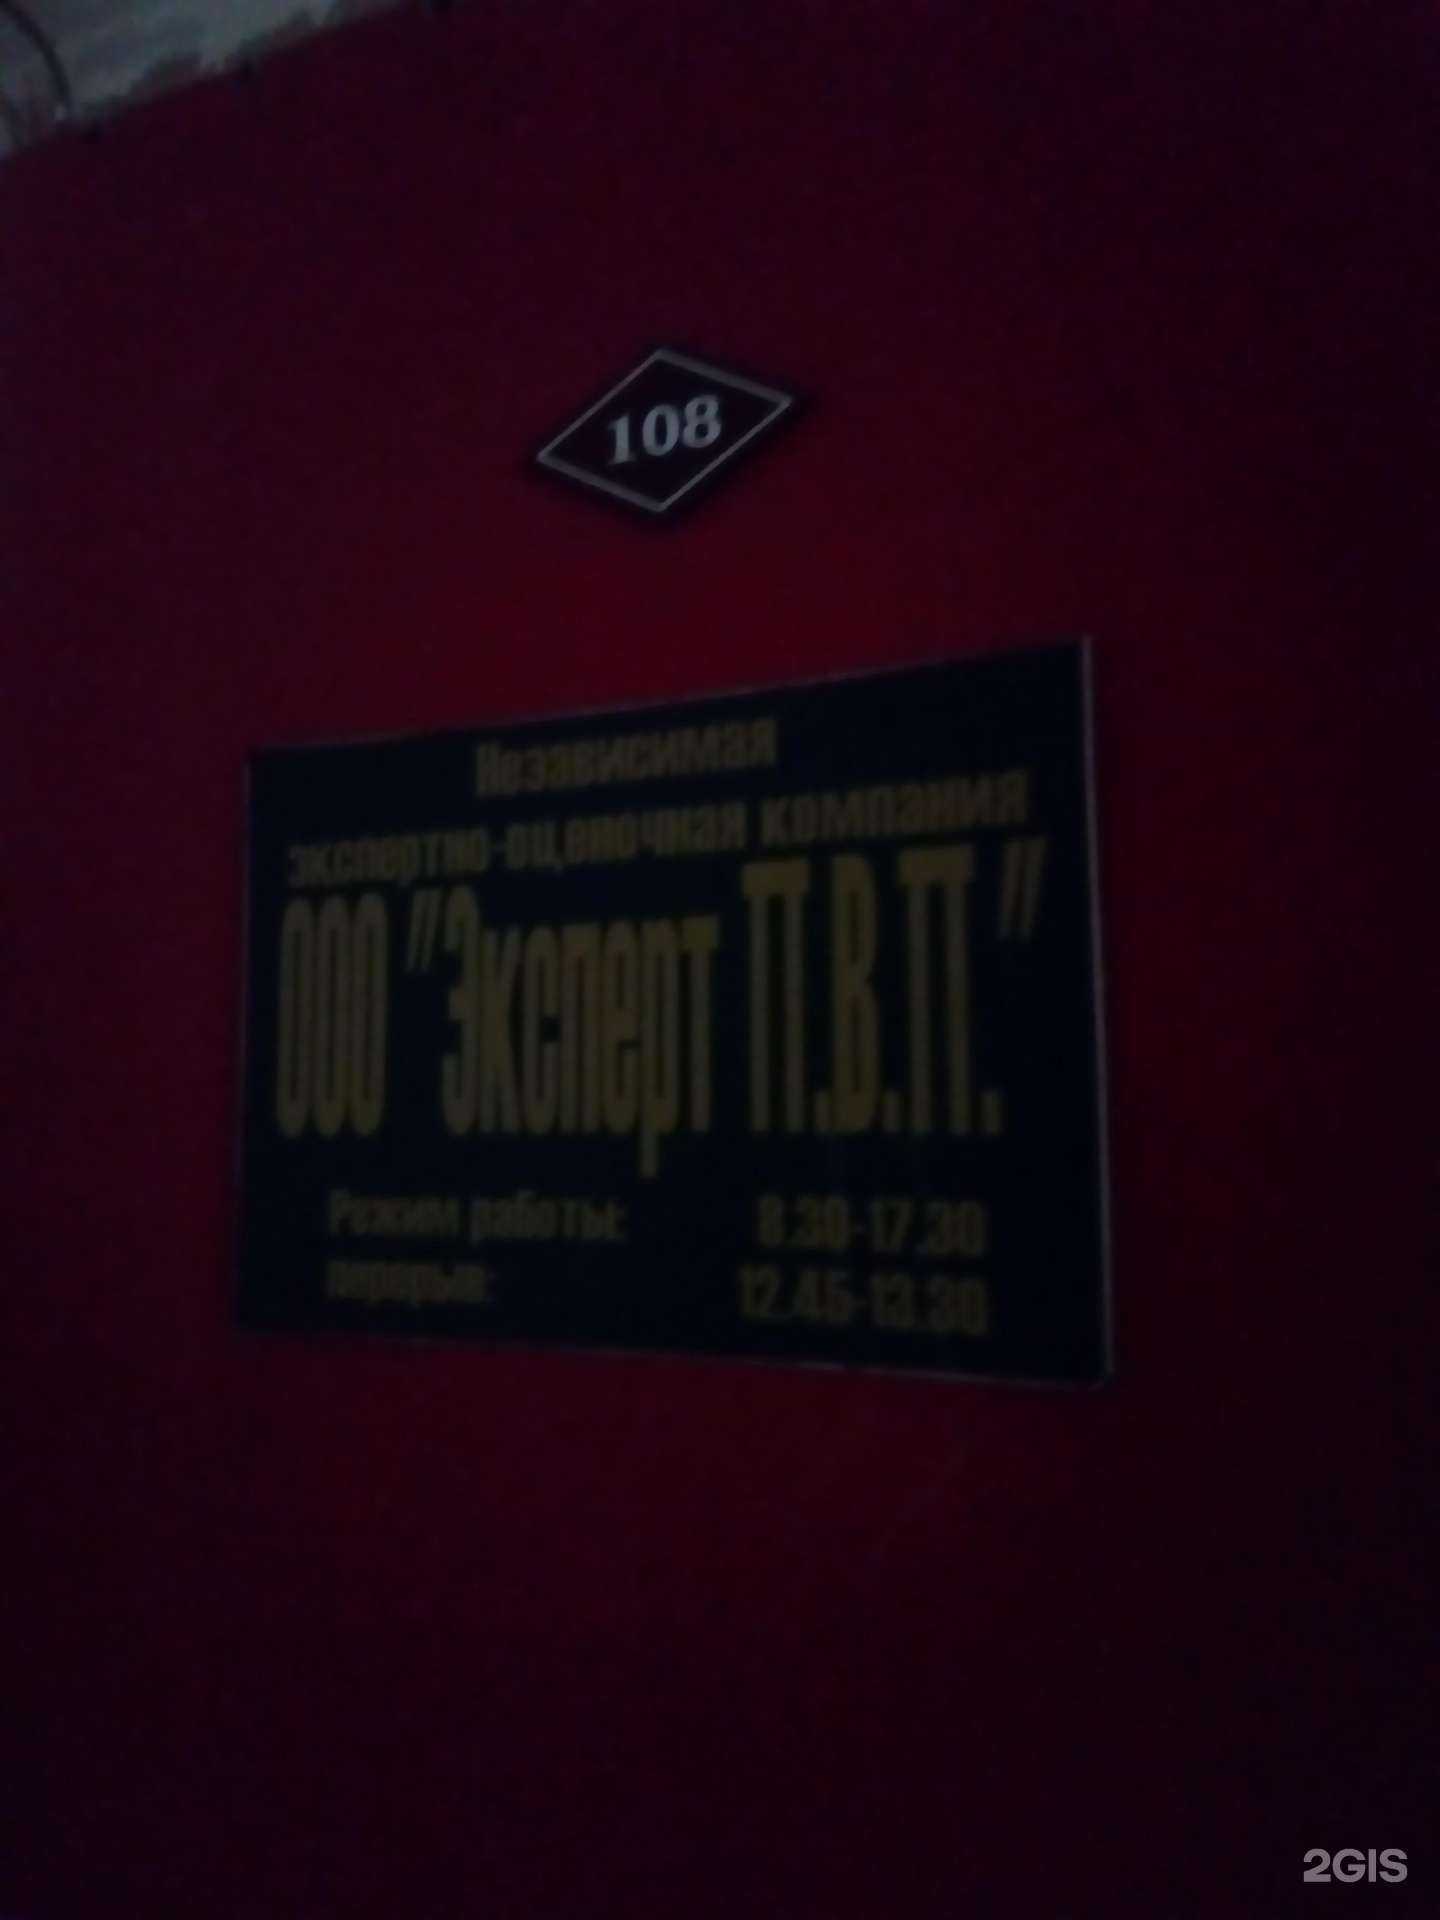 108
Независимая
экспертно-оценочная компания
ООО "Эксперт П.В.П."
Режим работы: 8.30-17.30
перерыв: 12.45-13.30
2GIS